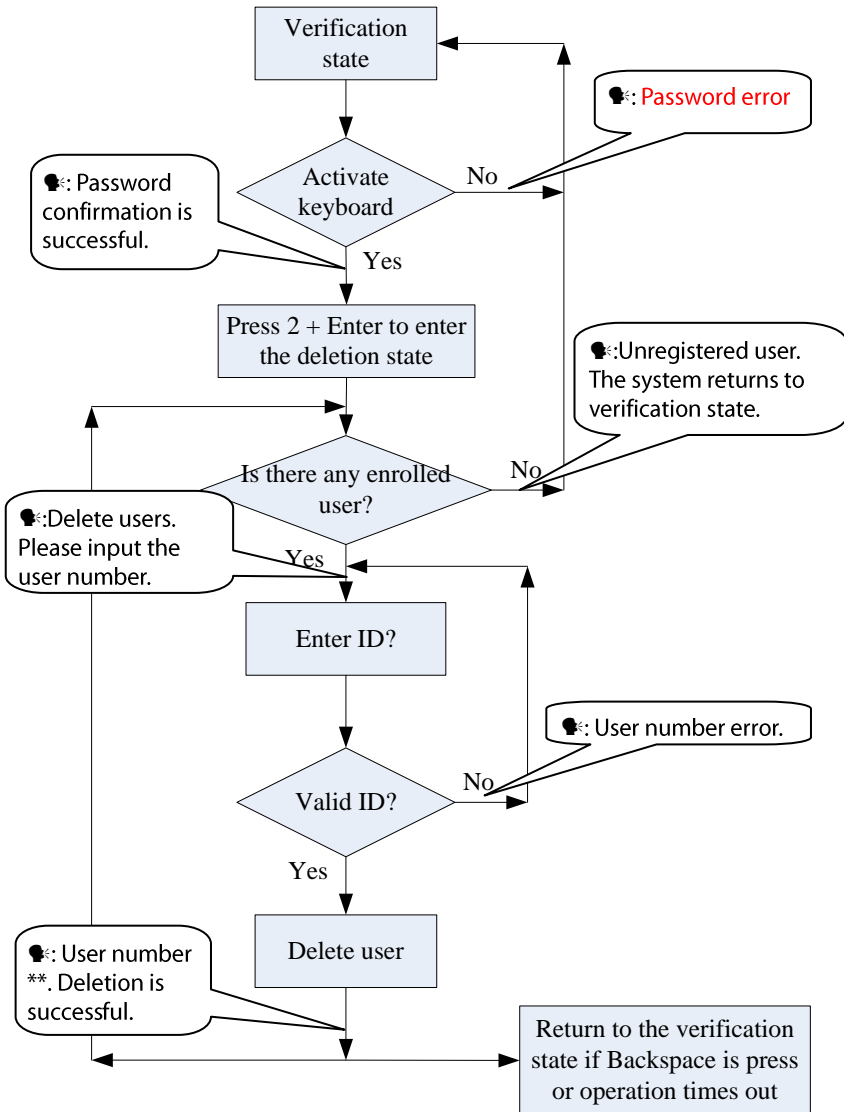 Verification
state
🗣: Password error
Activate
keyboard
No
🗣: Password
confirmation is
successful.
Yes
Press 2 + Enter to enter
the deletion state
🗣:Unregistered user.
The system returns to
verification state.
Is there any enrolled
user?
No
🗣:Delete users.
Please input the
user number.
Yes
Enter ID?
🗣: User number error.
Valid ID?
No
Yes
Delete user
🗣: User number
**. Deletion is
successful.
Return to the verification
state if Backspace is press
or operation times out